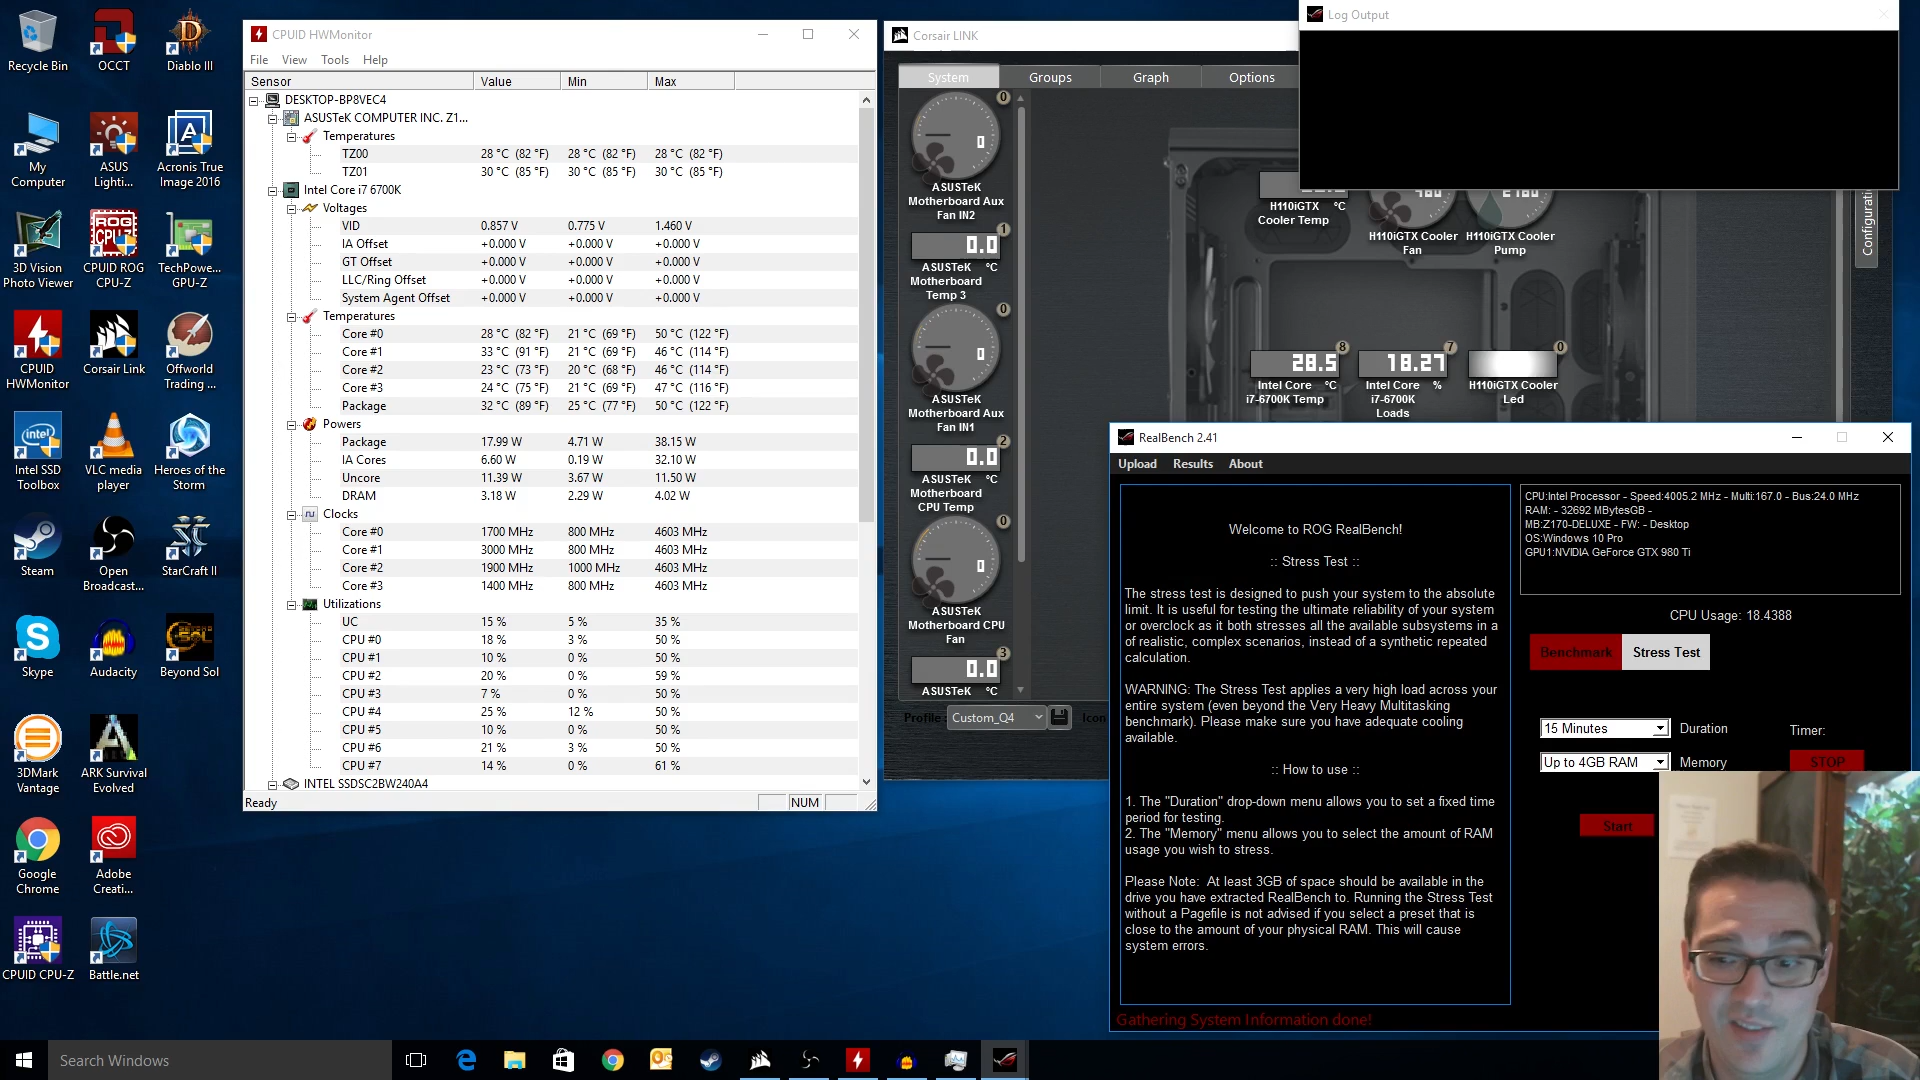 Recycle Bin
OCCT
Diablo III
My Computer
ASUS Lighti...
Acronis True Image 2016
3D Vision Photo Viewer
CPUID ROG CPU-Z
TechPowe... GPU-Z
CPUID HWMonitor
Corsair Link
Offworld Trading ...
Intel SSD Toolbox
VLC media player
Heroes of the Storm
Steam
Open Broadcast...
StarCraft II
Skype
Audacity
Beyond Sol
3DMark Vantage
ARK Survival Evolved
Google Chrome
Adobe Creati...
CPUID CPU-Z
Battle.net
CPUID HWMonitor
File View Tools Help
Sensor Value Min Max
DESKTOP-BP8VEC4
ASUSTeK COMPUTER INC. Z1...
Temperatures
TZ00 28 °C (82 °F) 28 °C (82 °F) 28 °C (82 °F)
TZ01 30 °C (85 °F) 30 °C (85 °F) 30 °C (85 °F)
Intel Core i7 6700K
Voltages
VID 0.857 V 0.775 V 1.460 V
IA Offset +0.000 V +0.000 V +0.000 V
GT Offset +0.000 V +0.000 V +0.000 V
LLC/Ring Offset +0.000 V +0.000 V +0.000 V
System Agent Offset +0.000 V +0.000 V +0.000 V
Temperatures
Core #0 28 °C (82 °F) 21 °C (69 °F) 50 °C (122 °F)
Core #1 33 °C (91 °F) 21 °C (69 °F) 46 °C (114 °F)
Core #2 23 °C (73 °F) 20 °C (68 °F) 46 °C (114 °F)
Core #3 24 °C (75 °F) 21 °C (69 °F) 47 °C (116 °F)
Package 32 °C (89 °F) 25 °C (77 °F) 50 °C (122 °F)
Powers
Package 17.99 W 4.71 W 38.15 W
IA Cores 6.60 W 0.19 W 32.10 W
Uncore 11.39 W 3.67 W 11.50 W
DRAM 3.18 W 2.29 W 4.02 W
Clocks
Core #0 1700 MHz 800 MHz 4603 MHz
Core #1 3000 MHz 800 MHz 4603 MHz
Core #2 1900 MHz 1000 MHz 4603 MHz
Core #3 1400 MHz 800 MHz 4603 MHz
Utilizations
UC 15 % 5 % 35 %
CPU #0 18 % 3 % 50 %
CPU #1 10 % 0 % 50 %
CPU #2 20 % 0 % 59 %
CPU #3 7 % 0 % 50 %
CPU #4 25 % 12 % 50 %
CPU #5 10 % 0 % 50 %
CPU #6 21 % 3 % 50 %
CPU #7 14 % 0 % 61 %
INTEL SSDSC2BW240A4
Ready NUM
Corsair LINK
System Groups Graph Options
0
0
ASUSTeK
Motherboard Aux
Fan IN2
1
0.0
ASUSTeK °C
Motherboard
Temp 3
0
0
ASUSTeK
Motherboard Aux
Fan IN1
2
0.0
ASUSTeK °C
Motherboard
CPU Temp
0
0
ASUSTeK
Motherboard CPU
Fan
3
0.0
ASUSTeK °C
Profile Custom_Q4 Icon
H110iGTX °C
Cooler Temp
H110iGTX Cooler
Fan
H110iGTX Cooler
Pump
28.5 8
Intel Core °C
i7-6700K Temp
18.27 7
Intel Core %
i7-6700K
Loads
0
H110iGTX Cooler
Led
Configurati
Log Output
RealBench 2.41
Upload Results About
Welcome to ROG RealBench!
:: Stress Test ::
The stress test is designed to push your system to the absolute
limit. It is useful for testing the ultimate reliability of your system
or overclock as it both stresses all the available subsystems in a
of realistic, complex scenarios, instead of a synthetic repeated
calculation.
WARNING: The Stress Test applies a very high load across your
entire system (even beyond the Very Heavy Multitasking
benchmark). Please make sure you have adequate cooling
available.
:: How to use ::
1. The "Duration" drop-down menu allows you to set a fixed time
period for testing.
2. The "Memory" menu allows you to select the amount of RAM
usage you wish to stress.
Please Note: At least 3GB of space should be available in the
drive you have extracted RealBench to. Running the Stress Test
without a Pagefile is not advised if you select a preset that is
close to the amount of your physical RAM. This will cause
system errors.
Gathering System Information done!
CPU:Intel Processor - Speed:4005.2 MHz - Multi:167.0 - Bus:24.0 MHz
RAM: - 32692 MBytesGB -
MB:Z170-DELUXE - FW: - Desktop
OS:Windows 10 Pro
GPU1:NVIDIA GeForce GTX 980 Ti
CPU Usage: 18.4388
Benchmark Stress Test
15 Minutes Duration Timer:
Up to 4GB RAM Memory STOP
Start
Search Windows